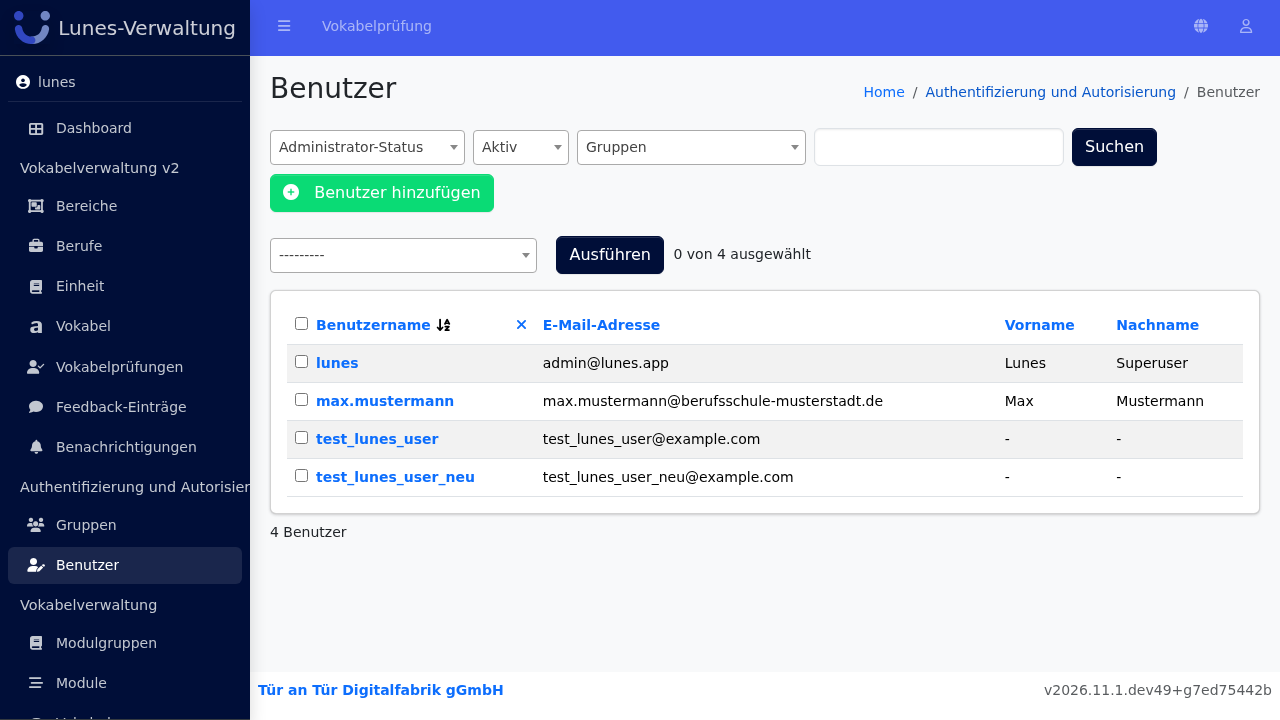 Lunes-Verwaltung
Vokabelprüfung
lunes
Dashboard
Vokabelverwaltung v2
Bereiche
Berufe
Einheit
Vokabel
Vokabelprüfungen
Feedback-Einträge
Benachrichtigungen
Authentifizierung und Autorisier
Gruppen
Benutzer
Vokabelverwaltung
Modulgruppen
Module
Benutzer
Home / Authentifizierung und Autorisierung / Benutzer
Administrator-Status Aktiv Gruppen Suchen
Benutzer hinzufügen
--------- Ausführen 0 von 4 ausgewählt
Benutzername E-Mail-Adresse Vorname Nachname
lunes admin@lunes.app Lunes Superuser
max.mustermann max.mustermann@berufsschule-musterstadt.de Max Mustermann
test_lunes_user test_lunes_user@example.com - -
test_lunes_user_neu test_lunes_user_neu@example.com - -
4 Benutzer
Tür an Tür Digitalfabrik gGmbH
v2026.11.1.dev49+g7ed75442b